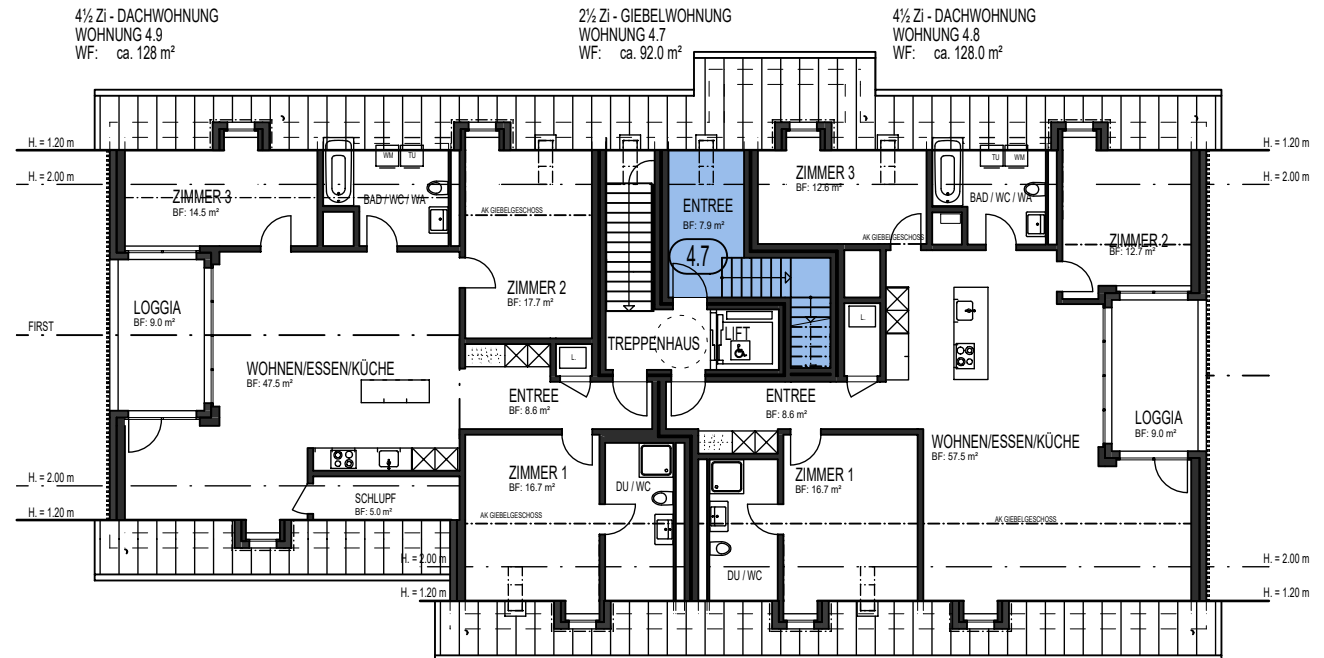 4½ Zi - DACHWOHNUNG
WOHNUNG 4.9
WF: ca. 128 m²
2½ Zi - GIEBELWOHNUNG
WOHNUNG 4.7
WF: ca. 92.0 m²
4½ Zi - DACHWOHNUNG
WOHNUNG 4.8
WF: ca. 128.0 m²
H. = 1.20 m
H. = 1.20 m
H. = 2.00 m
H. = 2.00 m
WM
TU
TU
WM
ZIMMER 3
BF: 14.5 m²
BAD / WC / WA
AK GIEBELGESCHOSS
ENTREE
BF: 7.9 m²
4.7
ZIMMER 3
BF: 12.6 m²
AK GIEBELGESCHOSS
BAD / WC / WA
ZIMMER 2
BF: 12.7 m²
ZIMMER 2
BF: 17.7 m²
LOGGIA
BF: 9.0 m²
FIRST
TREPPENHAUS
LIFT
L.
L.
WOHNEN/ESSEN/KÜCHE
BF: 47.5 m²
ENTREE
BF: 8.6 m²
ENTREE
BF: 8.6 m²
LOGGIA
BF: 9.0 m²
WOHNEN/ESSEN/KÜCHE
BF: 57.5 m²
H. = 2.00 m
H. = 1.20 m
SCHLUPF
BF: 5.0 m²
ZIMMER 1
BF: 16.7 m²
DU / WC
ZIMMER 1
BF: 16.7 m²
AK GIEBELGESCHOSS
AK GIEBELGESCHOSS
DU / WC
H. = 2.00 m
H. = 2.00 m
H. = 1.20 m
H. = 1.20 m